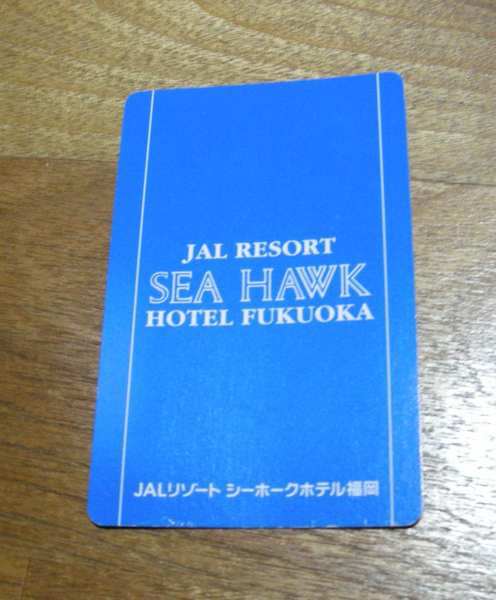 JAL RESORT
SEA HAWK
HOTEL FUKUOKA
JALリゾート シーホークホテル福岡